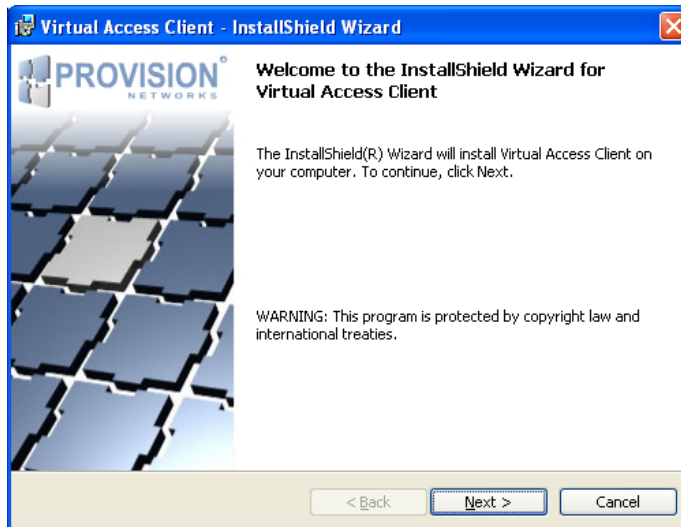 Virtual Access Client - InstallShield Wizard
PROVISION°
NETWORKS
Welcome to the InstallShield Wizard for
Virtual Access Client
The InstallShield(R) Wizard will install Virtual Access Client on
your computer. To continue, click Next.
WARNING: This program is protected by copyright law and
international treaties.
< Back
Next >
Cancel